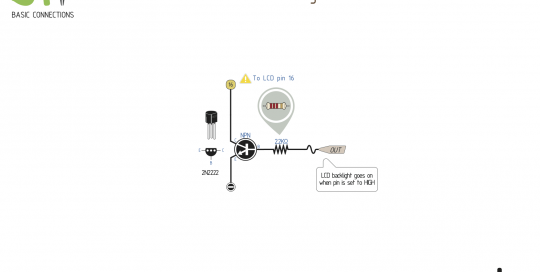 BASIC CONNECTIONS
To LCD pin 16
16
NPN
2.2KΩ
OUT
2N2222
LCD backlight goes on
when pin is set to HIGH